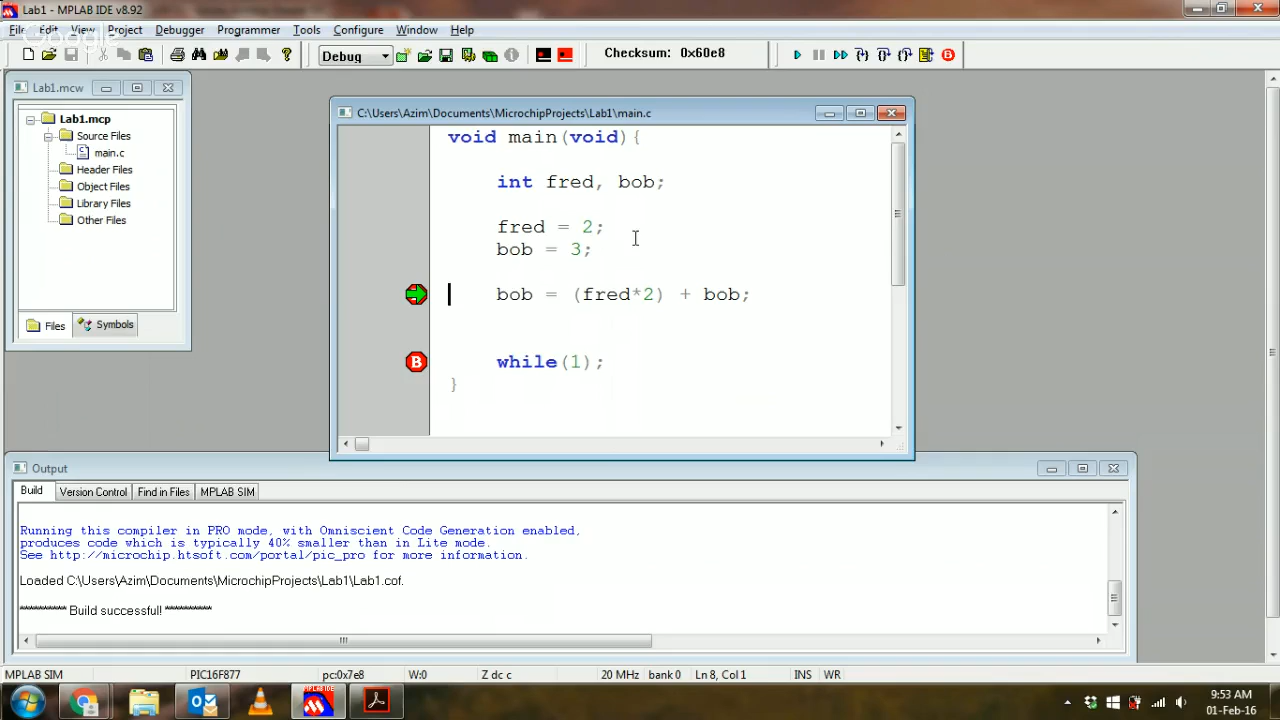 Lab1 - MPLAB IDE v8.92
File Edit View Project Debugger Programmer Tools Configure Window Help
Google
Debug
Checksum: 0x60e8
Lab1.mcw
Lab1.mcp
Source Files
main.c
Header Files
Object Files
Library Files
Other Files
Files
Symbols
C:\Users\Azim\Documents\MicrochipProjects\Lab1\main.c
void main(void){
int fred, bob;
fred = 2;
bob = 3;
bob = (fred*2) + bob;
B
while(1);
}
Output
Build
Version Control
Find in Files
MPLAB SIM
Running this compiler in PRO mode, with Omniscient Code Generation enabled,
produces code which is typically 40% smaller than in Lite mode.
See http://microchip.htsoft.com/portal/pic_pro for more information.
Loaded C:\Users\Azim\Documents\MicrochipProjects\Lab1\Lab1.cof.
********** Build successful! **********
MPLAB SIM
PIC16F877
pc:0x7e8
W:0
Z dc c
20 MHz
bank 0
Ln 8, Col 1
INS
WR
9:53 AM
01-Feb-16